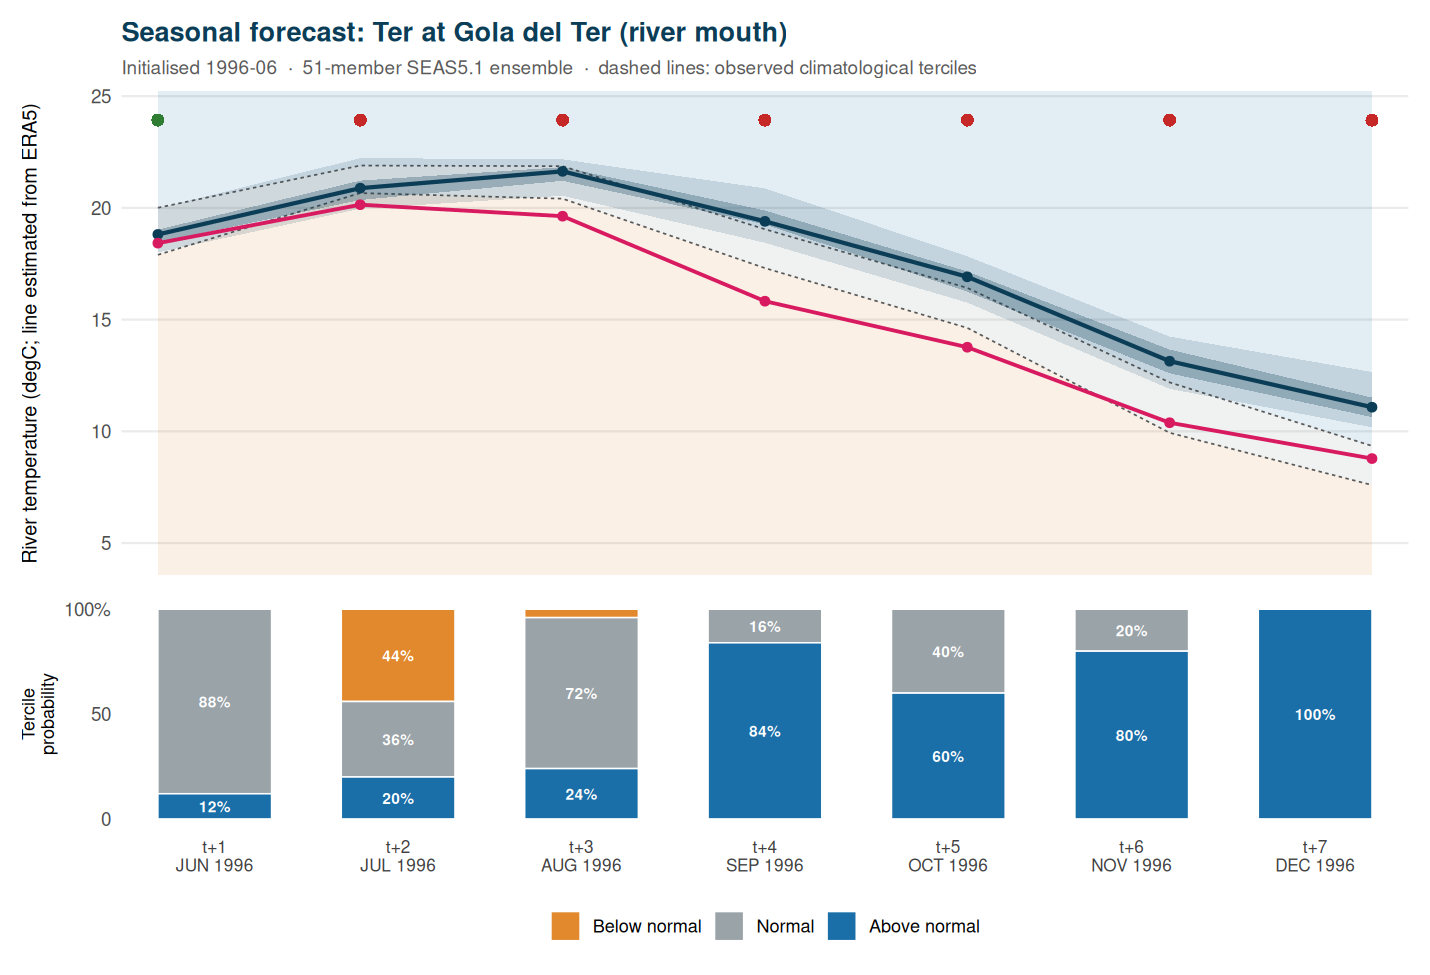 Seasonal forecast: Ter at Gola del Ter (river mouth)
Initialised 1996-06 · 51-member SEAS5.1 ensemble · dashed lines: observed climatological terciles
River temperature (degC; line estimated from ERA5)
25
20
15
10
5
Tercile
probability
100%
50
0
88%
12%
44%
36%
20%
72%
24%
16%
84%
40%
60%
20%
80%
100%
t+1
JUN 1996
t+2
JUL 1996
t+3
AUG 1996
t+4
SEP 1996
t+5
OCT 1996
t+6
NOV 1996
t+7
DEC 1996
Below normal
Normal
Above normal